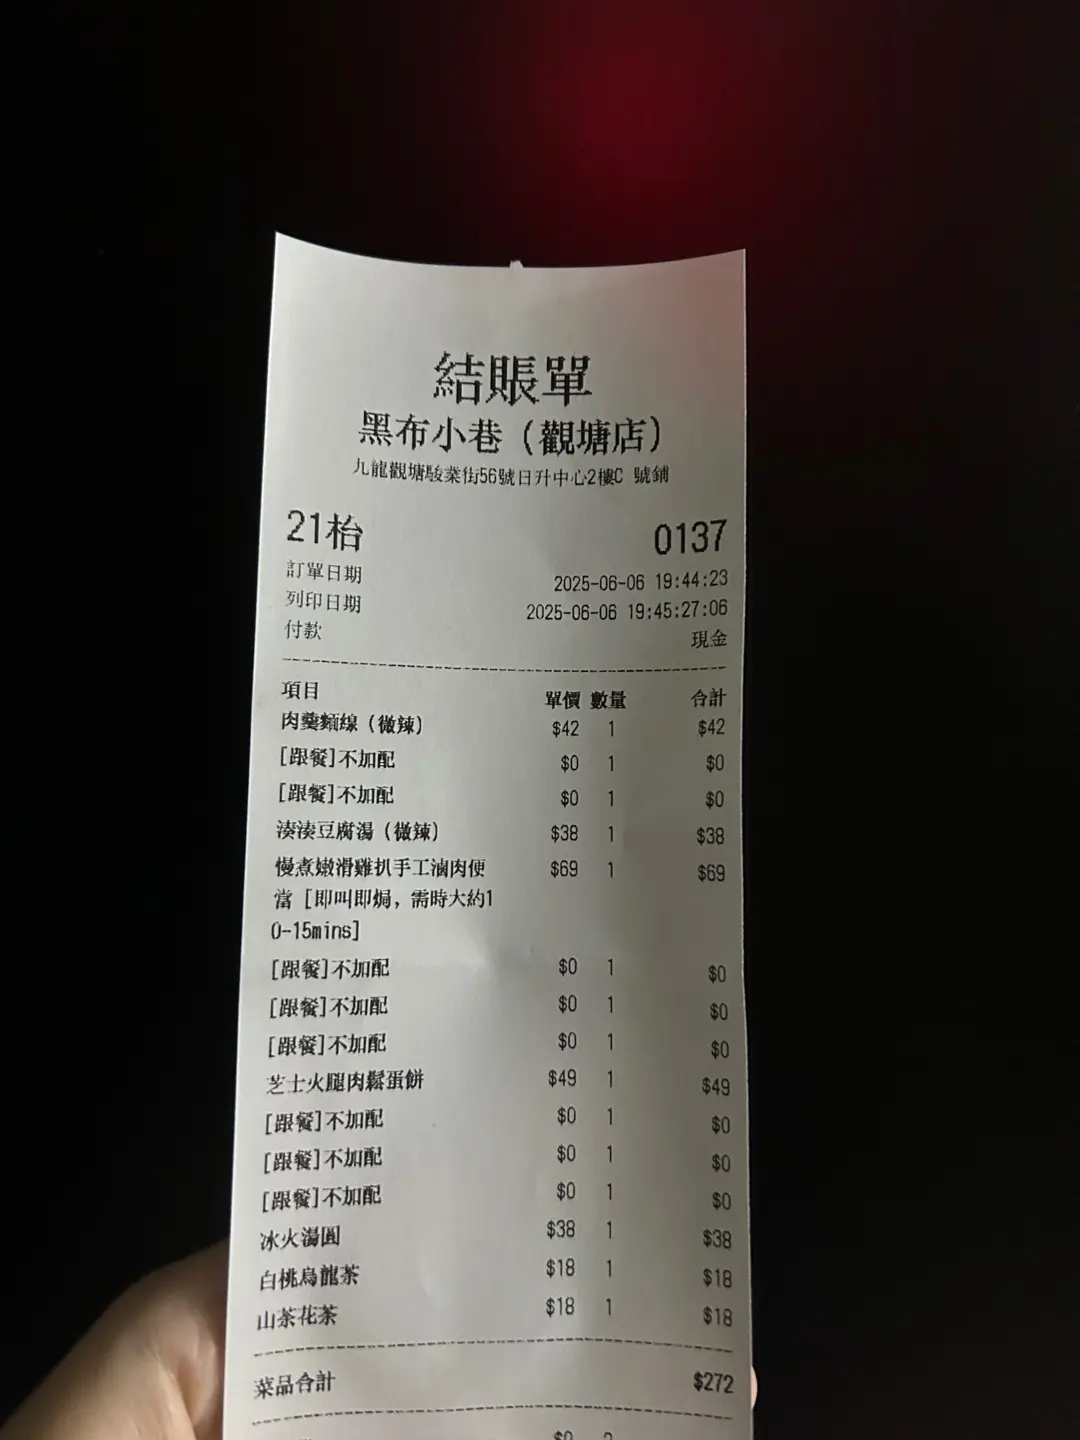 結賬單
黑布小巷（觀塘店）
九龍觀塘駿業街56號日升中心2樓C 號鋪
21枱 0137
訂單日期 2025-06-06 19:44:23
列印日期 2025-06-06 19:45:27:06
付款 現金
項目 單價 數量 合計
肉羹麵線（微辣） $42 1 $42
[跟餐]不加配 $0 1 $0
[跟餐]不加配 $0 1 $0
湊湊豆腐湯（微辣） $38 1 $38
慢煮嫩滑雞扒手工滷肉便 $69 1 $69
當 [即叫即焗，需時大約1
0-15mins]
[跟餐]不加配 $0 1 $0
[跟餐]不加配 $0 1 $0
[跟餐]不加配 $0 1 $0
芝士火腿肉鬆蛋餅 $49 1 $49
[跟餐]不加配 $0 1 $0
[跟餐]不加配 $0 1 $0
[跟餐]不加配 $0 1 $0
冰火湯圓 $38 1 $38
白桃烏龍茶 $18 1 $18
山茶花茶 $18 1 $18
菜品合計 $272